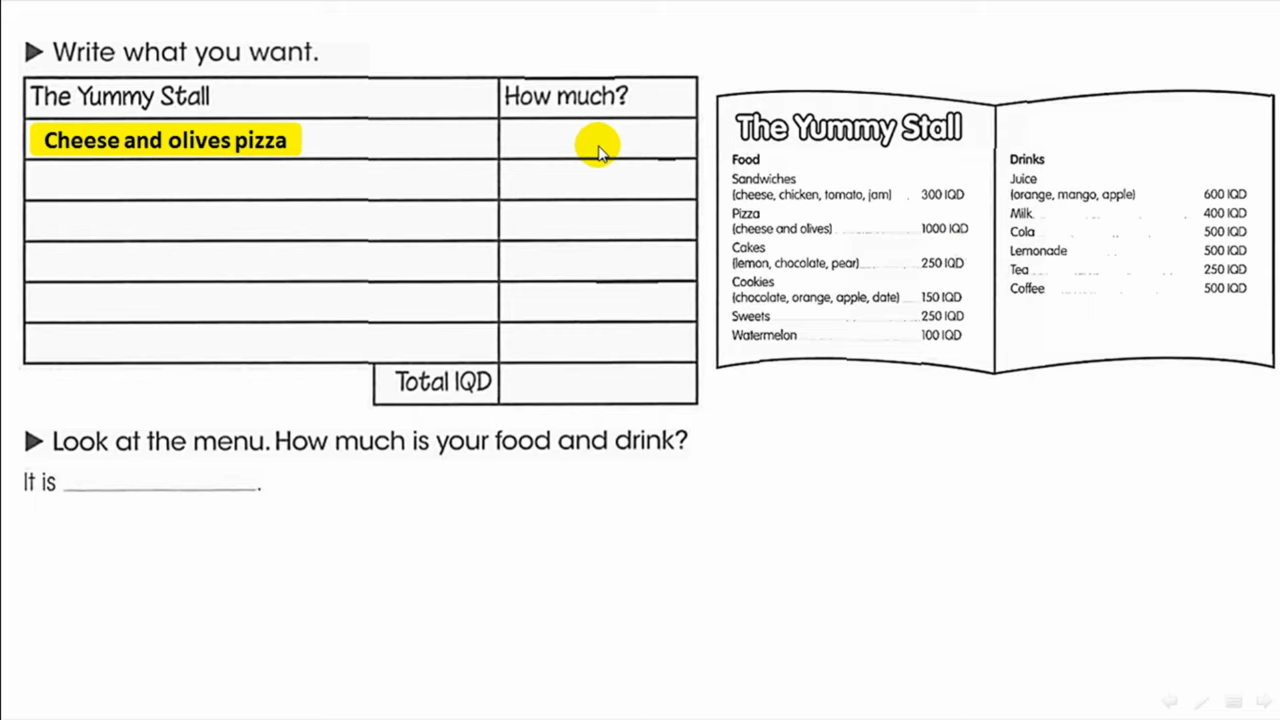 ▶ Write what you want.
The Yummy Stall How much?
Cheese and olives pizza
Total IQD
▶ Look at the menu. How much is your food and drink?
It is ____________.
The Yummy Stall
Food
Sandwiches
(cheese, chicken, tomato, jam) 300 IQD
Pizza
(cheese and olives) 1000 IQD
Cakes
(lemon, chocolate, pear) 250 IQD
Cookies
(chocolate, orange, apple, date) 150 IQD
Sweets 250 IQD
Watermelon 100 IQD
Drinks
Juice
(orange, mango, apple) 600 IQD
Milk 400 IQD
Cola 500 IQD
Lemonade 500 IQD
Tea 250 IQD
Coffee 500 IQD